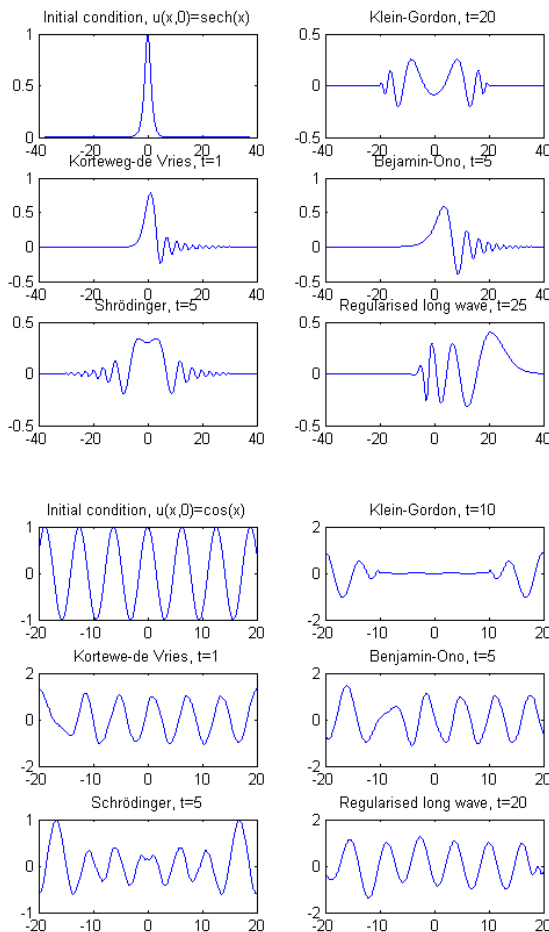 Initial condition, u(x,0)=sech(x)
1
0.5
0
-40 -20 0 20 40
Klein-Gordon, t=20
0.5
0
-0.5
-40 -20 0 20 40
Korteweg-de Vries, t=1
1
0.5
0
-0.5
-40 -20 0 20 40
Bejamin-Ono, t=5
1
0.5
0
-0.5
-40 -20 0 20 40
Shrödinger, t=5
0.5
0
-0.5
-40 -20 0 20 40
Regularised long wave, t=25
0.5
0
-0.5
-40 -20 0 20 40
Initial condition, u(x,0)=cos(x)
1
0
-1
-20 -10 0 10 20
Klein-Gordon, t=10
2
0
-2
-20 -10 0 10 20
Kortewe-de Vries, t=1
2
0
-2
-20 -10 0 10 20
Benjamin-Ono, t=5
2
0
-2
-20 -10 0 10 20
Schrödinger, t=5
1
0
-1
-20 -10 0 10 20
Regularised long wave, t=20
2
0
-2
-20 -10 0 10 20